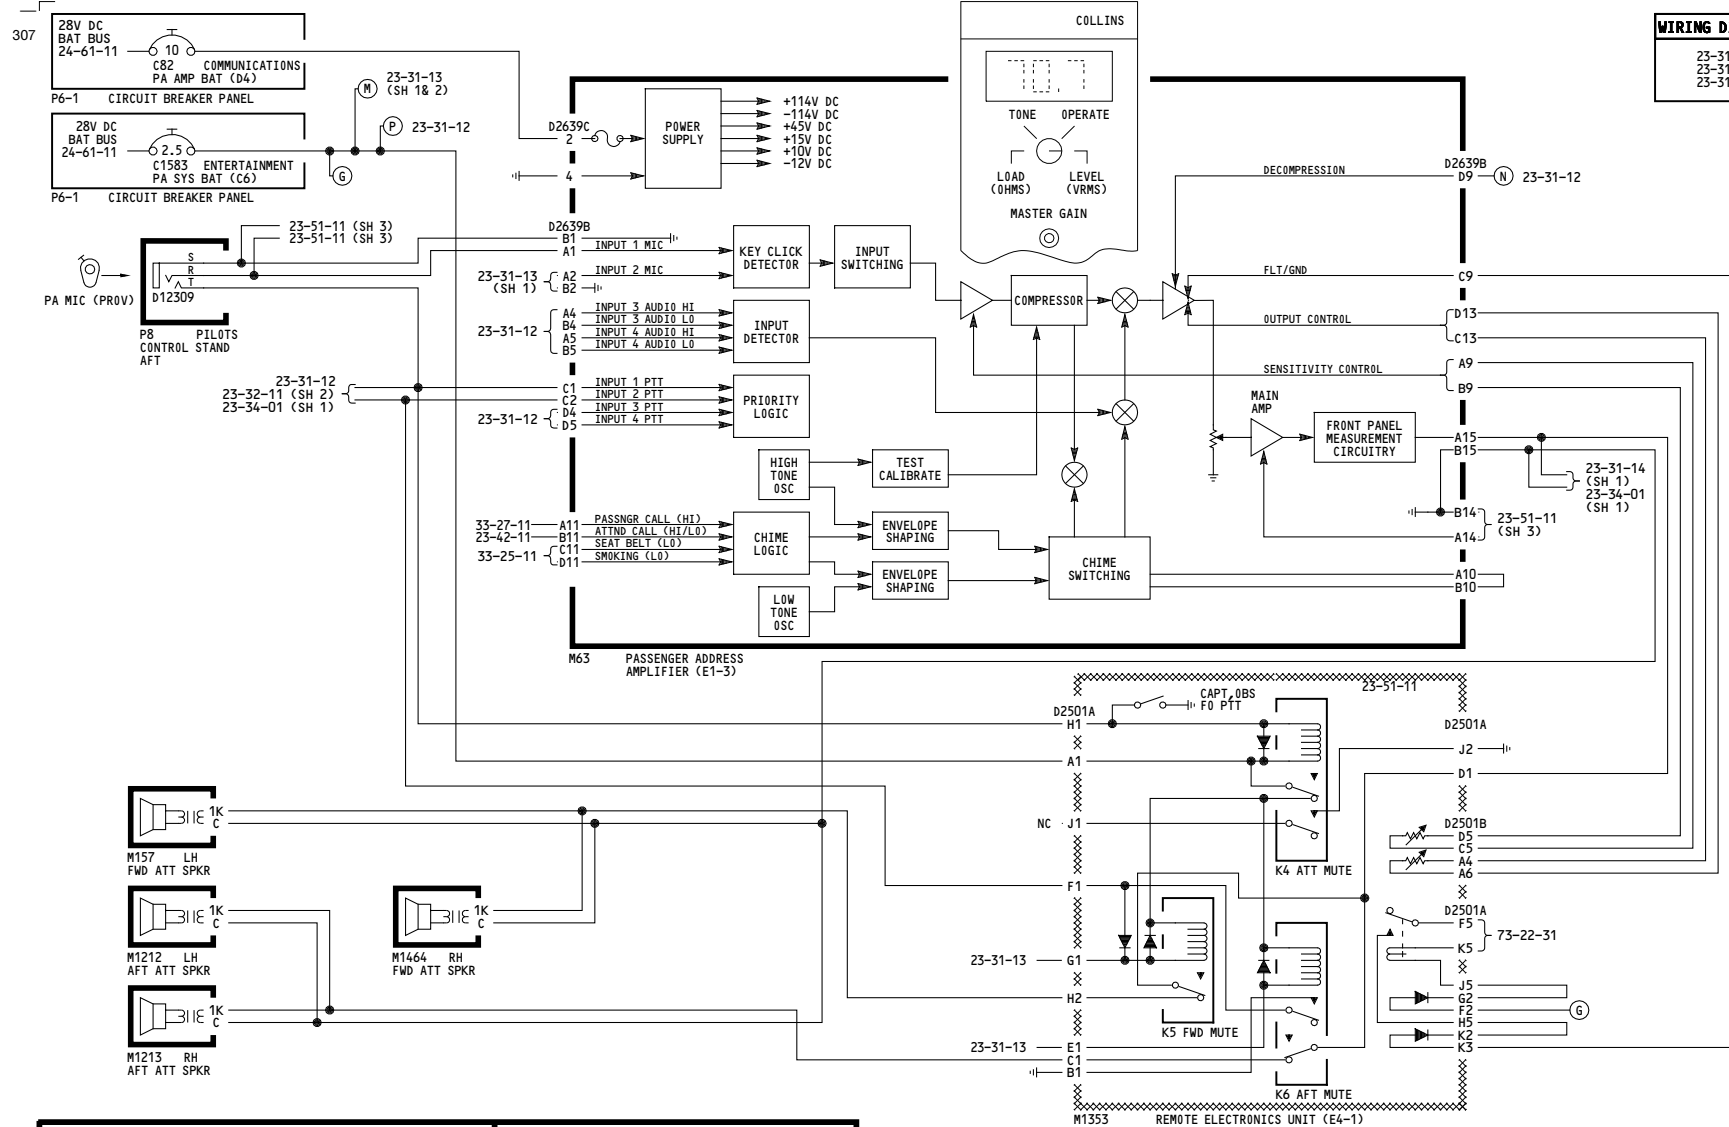 307
28V DC
BAT BUS
24-61-11
10
C82 COMMUNICATIONS
PA AMP BAT (D4)
P6-1 CIRCUIT BREAKER PANEL
28V DC
BAT BUS
24-61-11
2.5
C1583 ENTERTAINMENT
PA SYS BAT (C6)
P6-1 CIRCUIT BREAKER PANEL
M
23-31-13
(SH 1& 2)
P
23-31-12
G
PA MIC (PROV)
S
R
T
D12309
P8 PILOTS
CONTROL STAND
AFT
23-51-11 (SH 3)
23-51-11 (SH 3)
D2639C
2
4
POWER
SUPPLY
+114V DC
-114V DC
+45V DC
+15V DC
+10V DC
-12V DC
COLLINS
70.7
TONE OPERATE
LOAD
(OHMS)
LEVEL
(VRMS)
MASTER GAIN
WIRING D
23-31
23-31
23-31
D2639B
B1
A1 INPUT 1 MIC
23-31-13
(SH 1)
A2 INPUT 2 MIC
B2
23-31-12
A4 INPUT 3 AUDIO HI
B4 INPUT 3 AUDIO LO
A5 INPUT 4 AUDIO HI
B5 INPUT 4 AUDIO LO
23-31-12
23-32-11 (SH 2)
23-34-01 (SH 1)
C1 INPUT 1 PTT
C2 INPUT 2 PTT
23-31-12
D4 INPUT 3 PTT
D5 INPUT 4 PTT
33-27-11 A11 PASSNGR CALL (HI)
23-42-11 B11 ATTND CALL (HI/LO)
33-25-11
C11 SEAT BELT (LO)
D11 SMOKING (LO)
KEY CLICK
DETECTOR
INPUT
SWITCHING
INPUT
DETECTOR
PRIORITY
LOGIC
HIGH
TONE
OSC
TEST
CALIBRATE
CHIME
LOGIC
ENVELOPE
SHAPING
ENVELOPE
SHAPING
LOW
TONE
OSC
COMPRESSOR
CHIME
SWITCHING
MAIN
AMP
FRONT PANEL
MEASUREMENT
CIRCUITRY
DECOMPRESSION
FLT/GND
OUTPUT CONTROL
SENSITIVITY CONTROL
D2639B
D9
N
23-31-12
C9
D13
C13
A9
B9
A15
B15
23-31-14
(SH 1)
23-34-01
(SH 1)
B14
A14
23-51-11
(SH 3)
A10
B10
M63 PASSENGER ADDRESS
AMPLIFIER (E1-3)
1K
C
M157 LH
FWD ATT SPKR
1K
C
M1212 LH
AFT ATT SPKR
1K
C
M1464 RH
FWD ATT SPKR
1K
C
M1213 RH
AFT ATT SPKR
23-51-11
CAPT,OBS
FO PTT
D2501A
H1
A1
NC J1
F1
23-31-13 G1
H2
23-31-13 E1
C1
B1
K4 ATT MUTE
K5 FWD MUTE
K6 AFT MUTE
D2501A
J2
D1
D2501B
D5
C5
A4
A6
D2501A
F5
K5
73-22-31
J5
G2
F2
H5
K2
K3
G
M1353 REMOTE ELECTRONICS UNIT (E4-1)